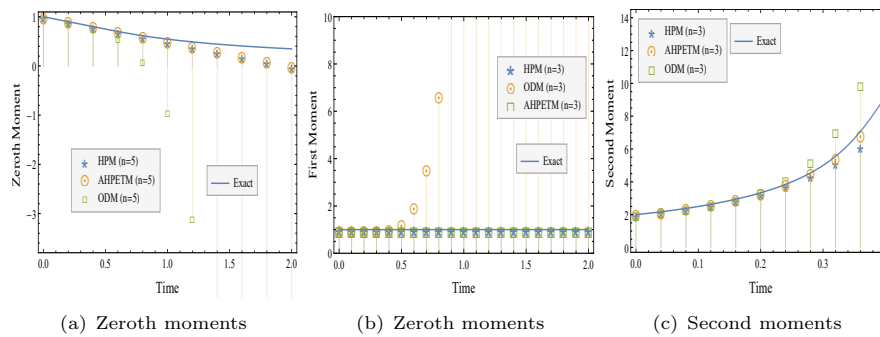 1
0
−1
−2
−3
Zeroth Moment
HPM (n=5)
AHPETM (n=5)
ODM (n=5)
Exact
0.0 0.5 1.0 1.5 2.0
Time
(a) Zeroth moments
10
8
6
4
2
0
First Moment
HPM (n=3)
ODM (n=3)
AHPETM (n=3)
Exact
0.0 0.5 1.0 1.5 2.0
Time
(b) Zeroth moments
14
12
10
8
6
4
2
0
Second Moment
HPM (n=3)
AHPETM (n=3)
ODM (n=3)
Exact
0.0 0.1 0.2 0.3
Time
(c) Second moments